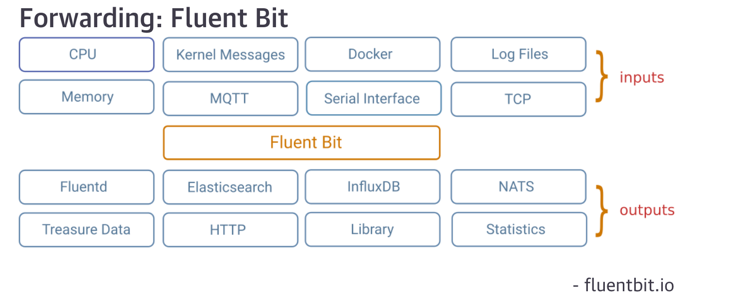 Forwarding: Fluent Bit
CPU Kernel Messages Docker Log Files
inputs
Memory MQTT Serial Interface TCP
Fluent Bit
Fluentd Elasticsearch InfluxDB NATS
outputs
Treasure Data HTTP Library Statistics
- fluentbit.io